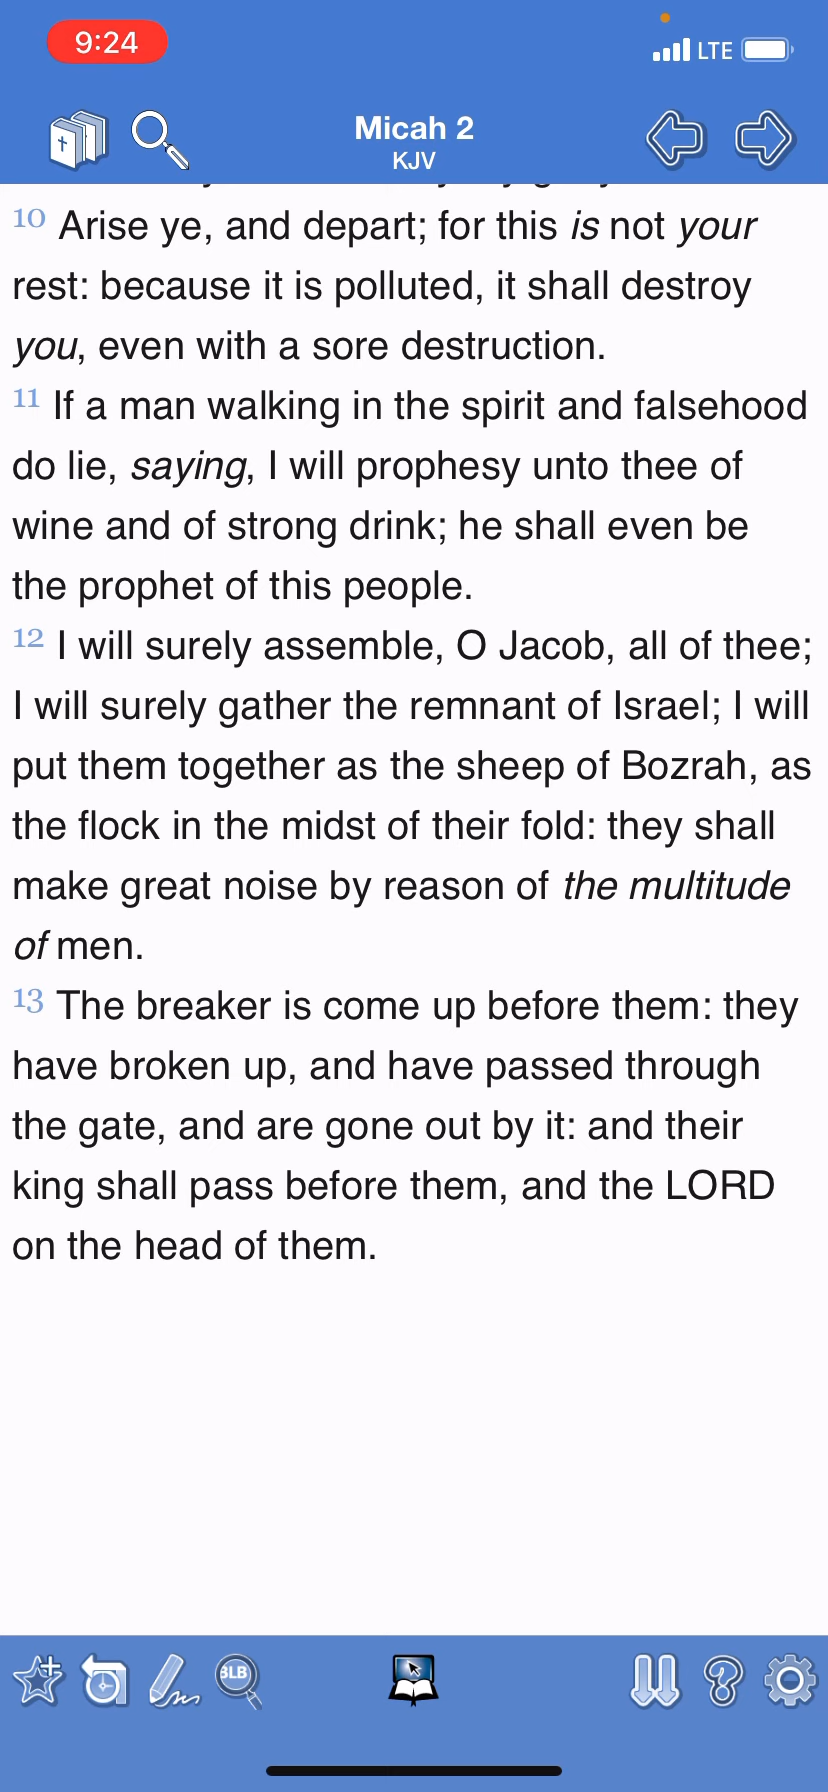 9:24
LTE
Micah 2
KJV
10 Arise ye, and depart; for this is not your
rest: because it is polluted, it shall destroy
you, even with a sore destruction.
11 If a man walking in the spirit and falsehood
do lie, saying, I will prophesy unto thee of
wine and of strong drink; he shall even be
the prophet of this people.
12 I will surely assemble, O Jacob, all of thee;
I will surely gather the remnant of Israel; I will
put them together as the sheep of Bozrah, as
the flock in the midst of their fold: they shall
make great noise by reason of the multitude
of men.
13 The breaker is come up before them: they
have broken up, and have passed through
the gate, and are gone out by it: and their
king shall pass before them, and the LORD
on the head of them.
BLB